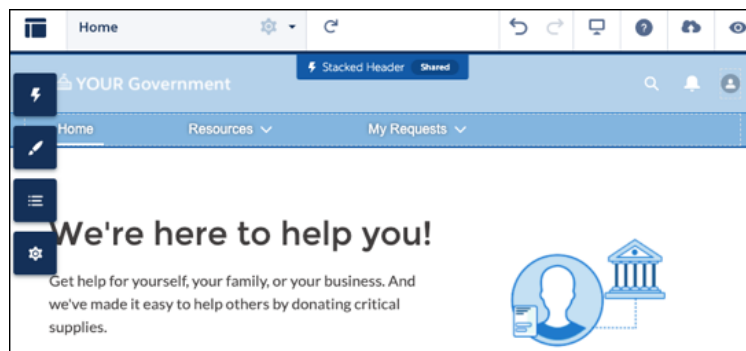 Home
Stacked Header Shared
YOUR Government
Home Resources My Requests
We're here to help you!
Get help for yourself, your family, or your business. And
we've made it easy to help others by donating critical
supplies.